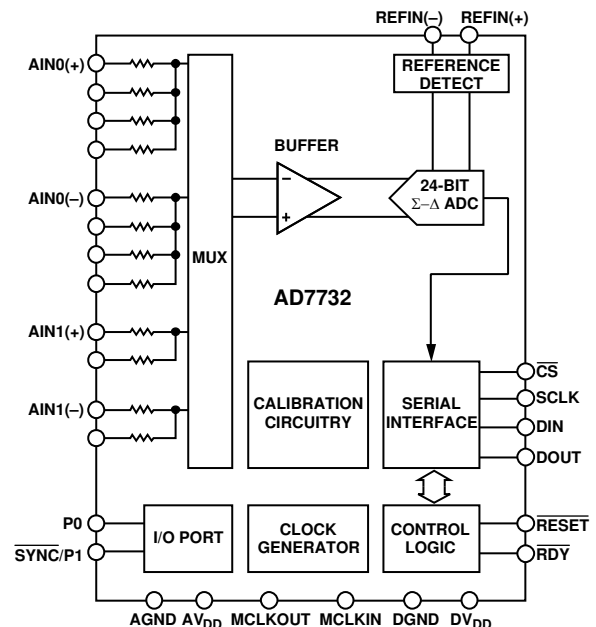 REFIN(–) REFIN(+)
AIN0(+)
REFERENCE
DETECT
BUFFER
AIN0(–)
–
+
24-BIT
Σ–Δ ADC
MUX
AD7732
AIN1(+)
CALIBRATION
CIRCUITRY
SERIAL
INTERFACE
CS
SCLK
DIN
DOUT
AIN1(–)
P0
SYNC/P1
I/O PORT
CLOCK
GENERATOR
CONTROL
LOGIC
RESET
RDY
AGND AVDD MCLKOUT MCLKIN DGND DVDD